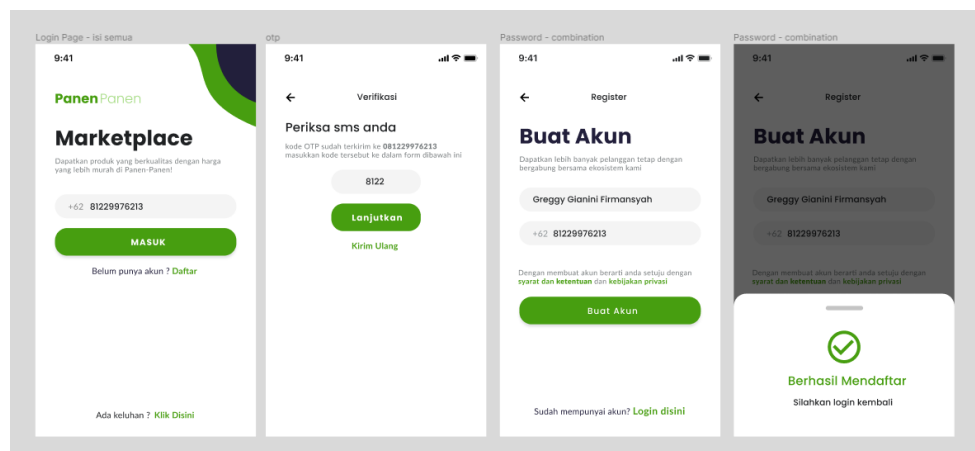 Login Page - isi semua
9:41
PanenPanen
Marketplace
Dapatkan produk yang berkualitas dengan harga
yang lebih murah di Panen-Panen!
+62 81229976213
MASUK
Belum punya akun ? Daftar
Ada keluhan ? Klik Disini
otp
9:41
Verifikasi
Periksa sms anda
kode OTP sudah terkirim ke 081229976213
masukkan kode tersebut ke dalam form dibawah ini
8122
Lanjutkan
Kirim Ulang
Password - combination
9:41
Register
Buat Akun
Dapatkan lebih banyak pelanggan tetap dengan
bergabung bersama ekosistem kami
Greggy Gianini Firmansyah
+62 81229976213
Dengan membuat akun berarti anda setuju dengan
syarat dan ketentuan dan kebijakan privasi
Buat Akun
Sudah mempunyai akun? Login disini
Password - combination
9:41
Register
Buat Akun
Dapatkan lebih banyak pelanggan tetap dengan
bergabung bersama ekosistem kami
Greggy Gianini Firmansyah
+62 81229976213
Dengan membuat akun berarti anda setuju dengan
syarat dan ketentuan dan kebijakan privasi
Berhasil Mendaftar
Silahkan login kembali